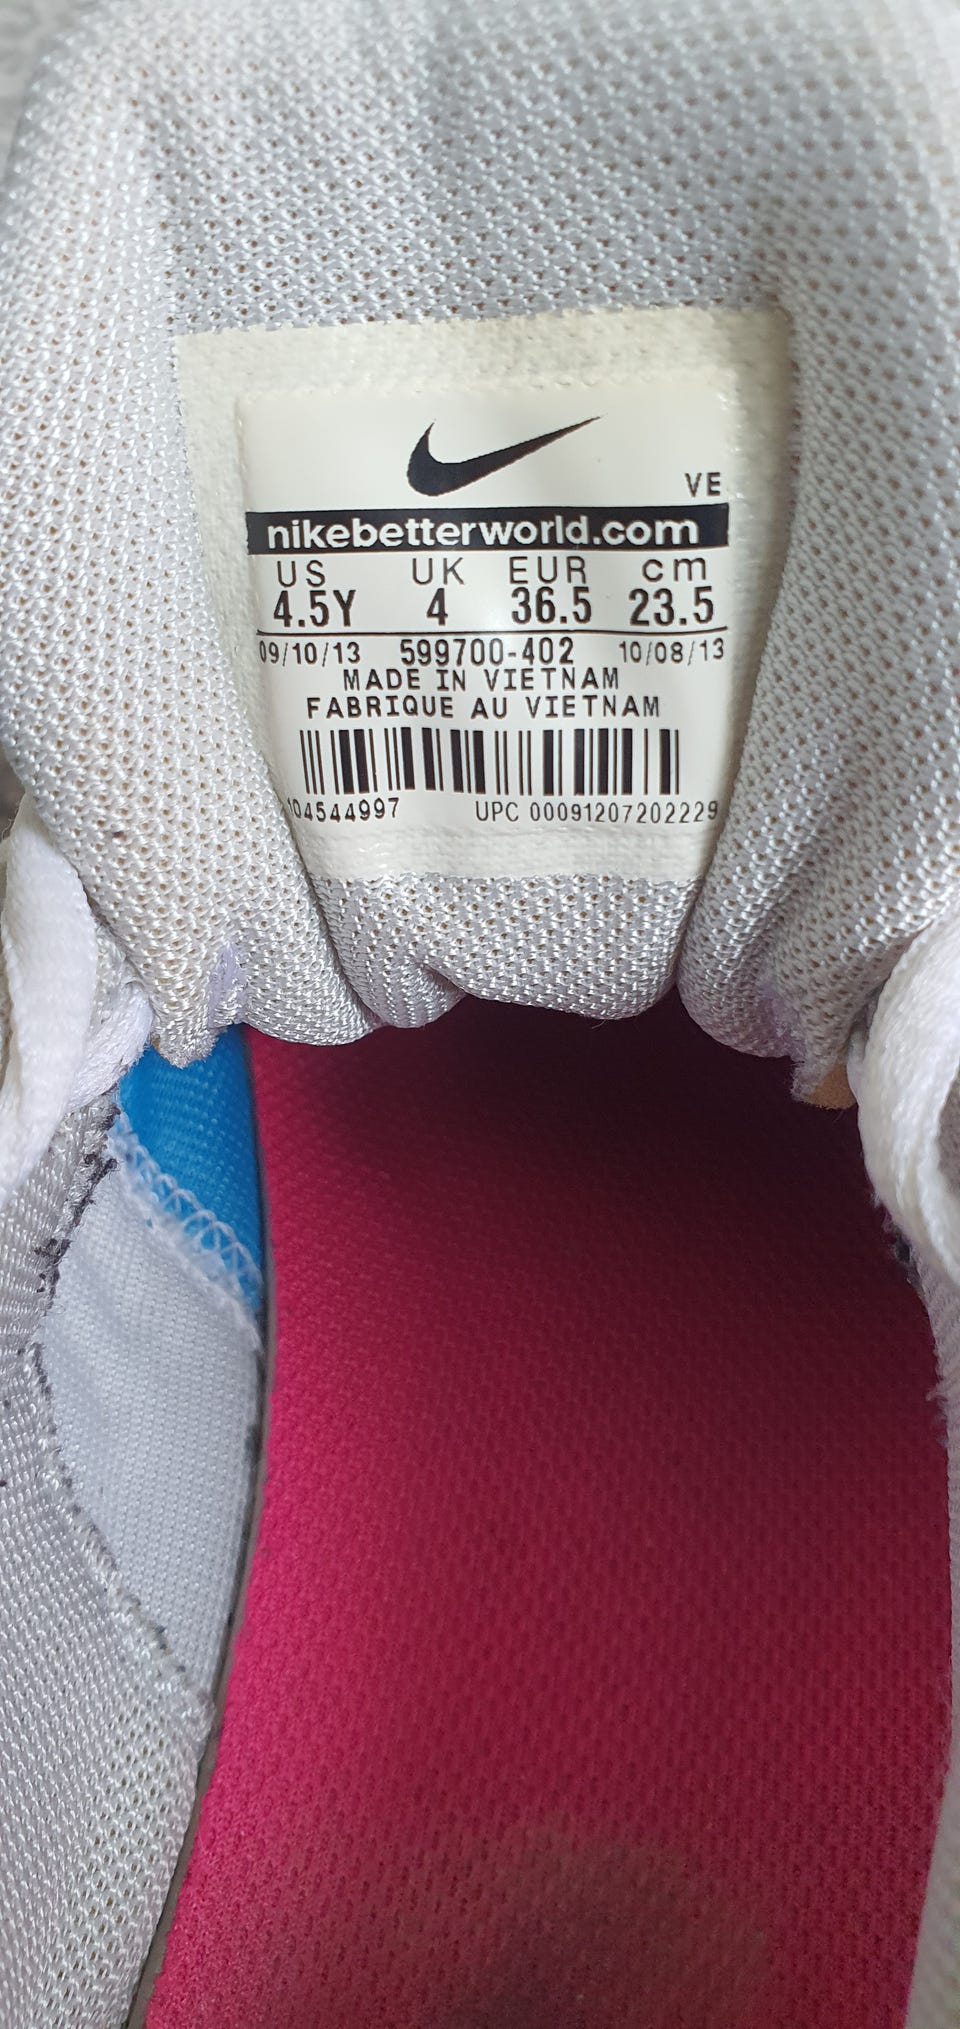 VE
nikebetterworld.com
US UK EUR cm
4.5Y 4 36.5 23.5
09/10/13 599700-402 10/08/13
MADE IN VIETNAM
FABRIQUE AU VIETNAM
104544997 UPC 00091207202229